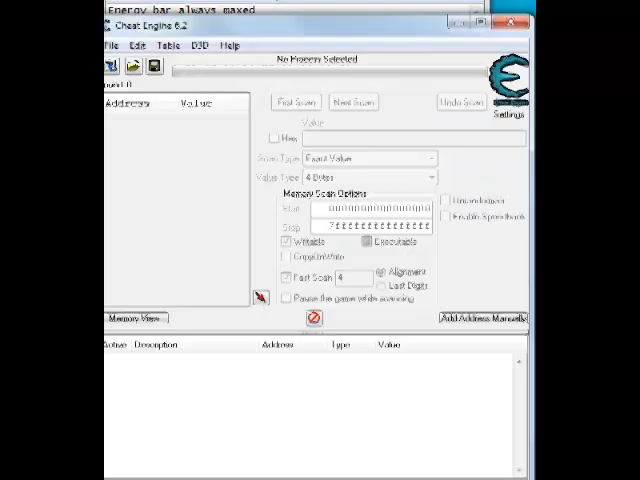 Energy bar always maxed
Cheat Engine 6.2
File Edit Table D3D Help
No Process Selected
Address Value
First Scan Next Scan Undo Scan
Settings
Value
Hex
Scan Type Exact Value
Value Type 4 Bytes
Memory Scan Options
Start 0000000000000000
Stop 7fffffffffffffff
Unrandomizer
Enable Speedhack
Writable Executable
CopyOnWrite
Fast Scan 4 Alignment
Last Digits
Pause the game while scanning
Memory View Add Address Manually
Active Description Address Type Value